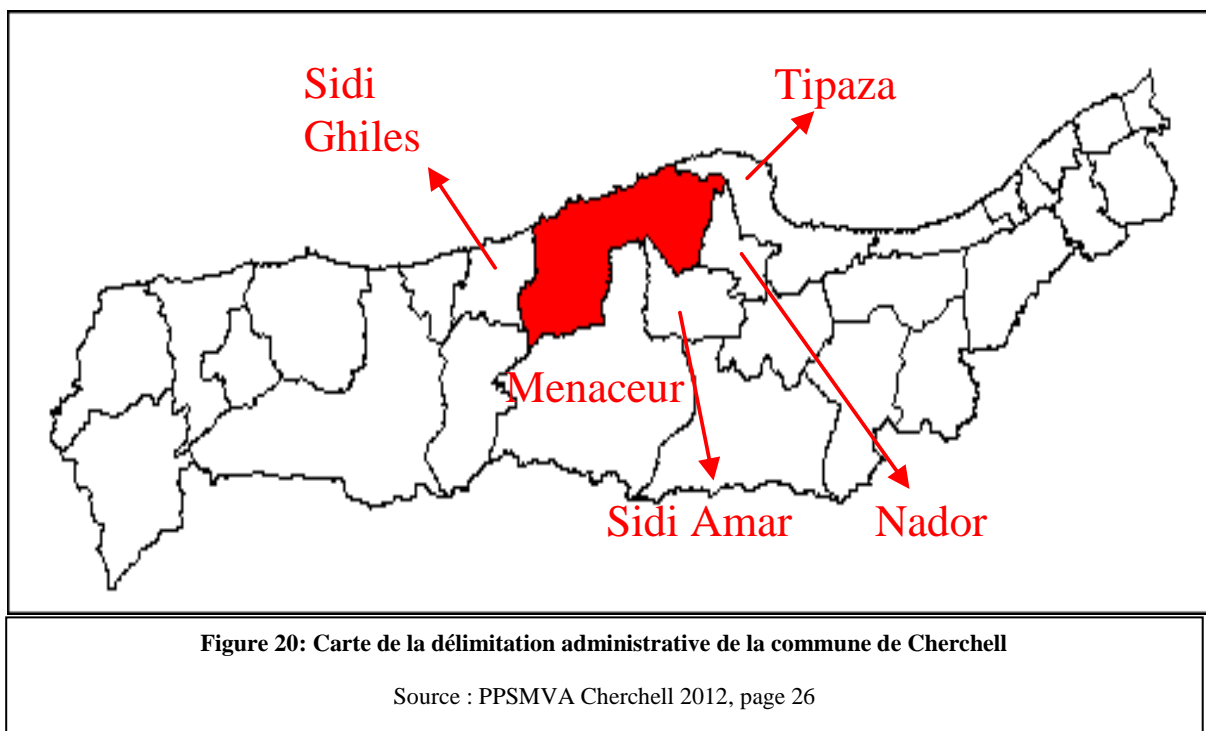 Sidi
Ghiles
Tipaza
Menaceur
Sidi Amar
Nador
Figure 20: Carte de la délimitation administrative de la commune de Cherchell
Source : PPSMVA Cherchell 2012, page 26